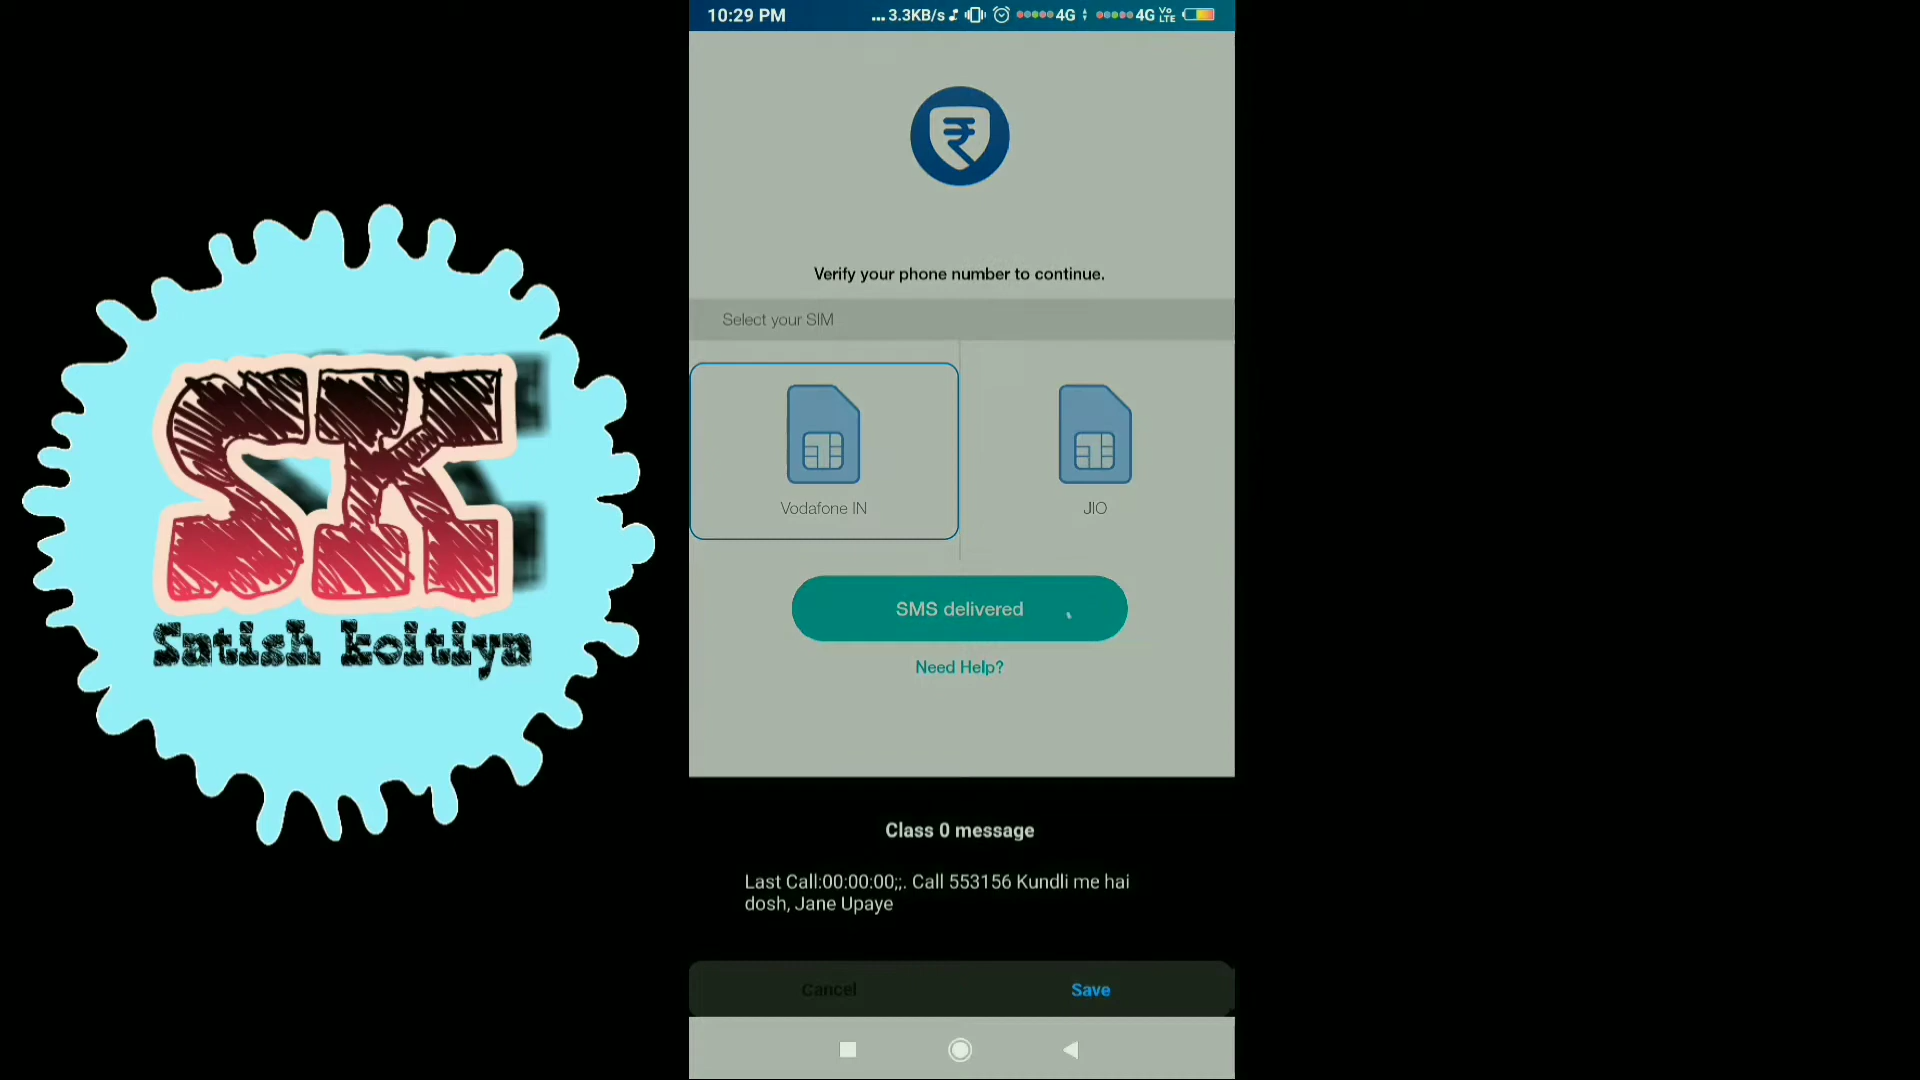 10:29 PM
... 3.3KB/s 4G 4G Vo LTE
Verify your phone number to continue.
Select your SIM
Vodafone IN
JIO
SMS delivered
Need Help?
SK
Satish koitiya
Class 0 message
Last Call:00:00:00;;. Call 553156 Kundli me hai
dosh, Jane Upaye
Cancel
Save